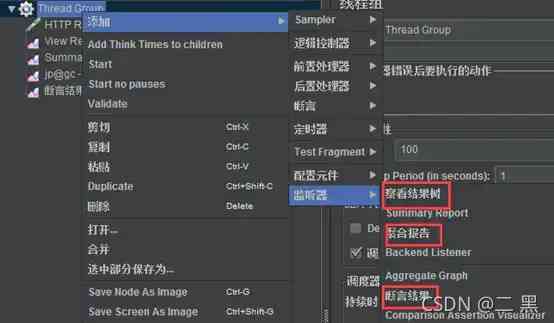 Thread Group
HTTP R
View Re
Summa
jp@gc -
断言结果
添加
Add Think Times to children
Start
Start no pauses
Validate
剪切 Ctrl-X
复制 Ctrl-C
粘贴 Ctrl-V
Duplicate Ctrl+Shift-C
删除 Delete
打开...
合并
选中部分保存为...
Save Node As Image Ctrl-G
Save Screen As Image Ctrl+Shift-G
Sampler
逻辑控制器
前置处理器
后置处理器
断言
定时器
Test Fragment
配置元件
监听器
察看结果树
Summary Report
聚合报告
Backend Listener
Aggregate Graph
断言结果
Comparison Assertion Visualizer
线程组
Thread Group
器错误后要执行的动作
性
100
p Period (in seconds): 1
De
调
调度器
持续时
CSDN @二 黑